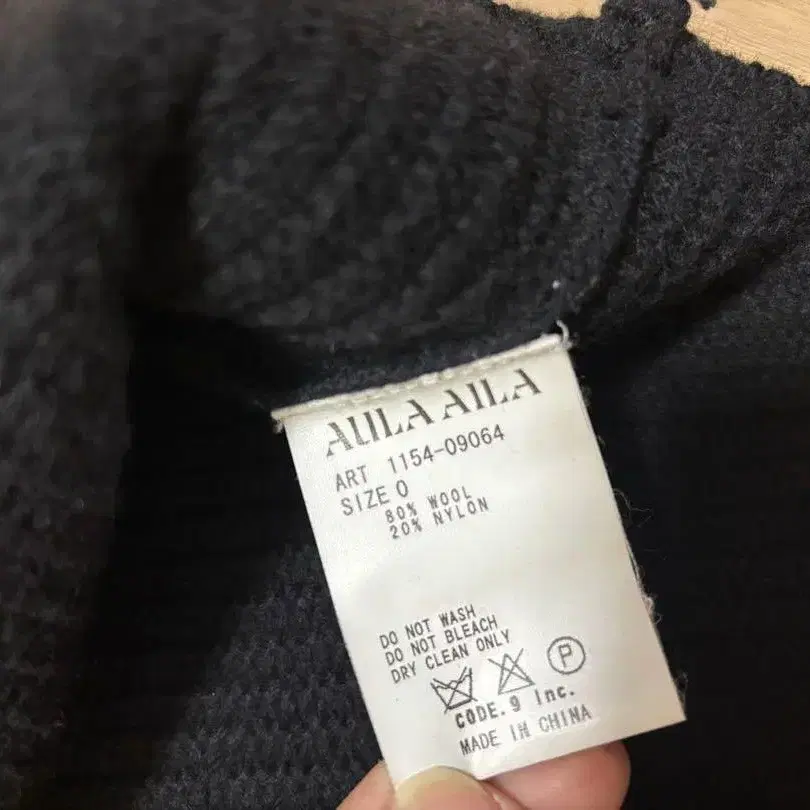 AULA AILA
ART 1154-09064
SIZE 0
80% WOOL
20% NYLON
DO NOT WASH
DO NOT BLEACH
DRY CLEAN ONLY
P
CODE.9 Inc.
MADE IN CHINA